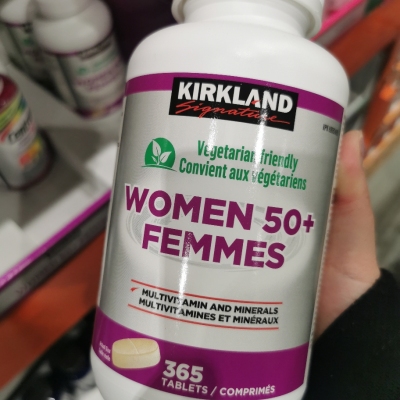 KIRKLAND
Signature
Vegetarian friendly
Convient aux végétariens
WOMEN 50+
FEMMES
MULTIVITAMIN AND MINERALS
MULTIVITAMINES ET MINÉRAUX
365
TABLETS / COMPRIMÉS